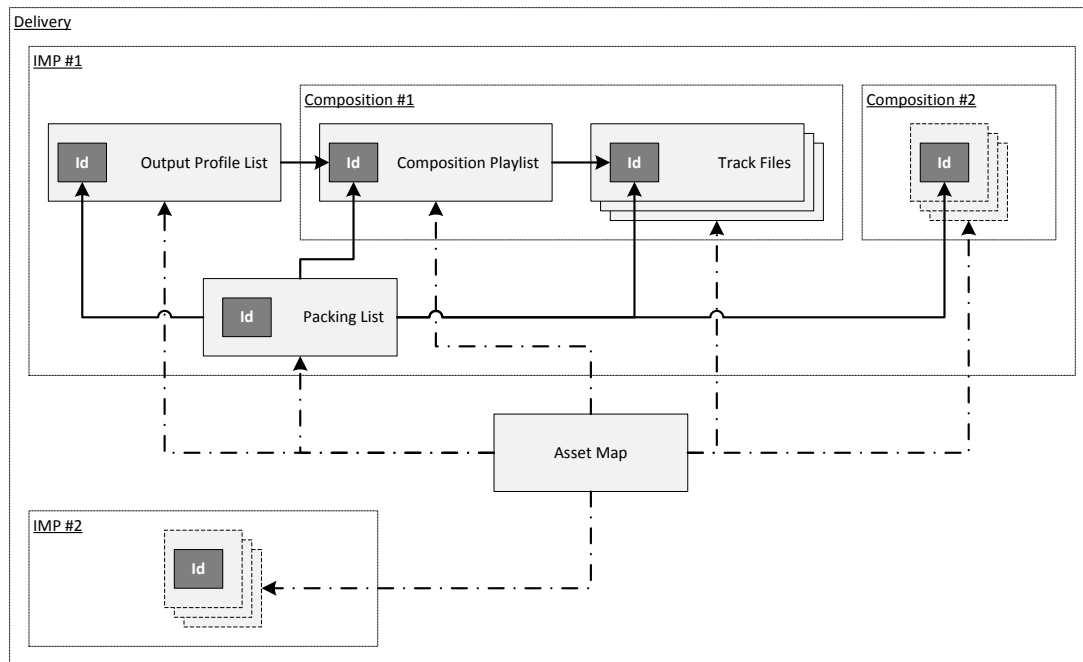 Delivery
IMP #1
Composition #1
Composition #2
Id
Output Profile List
Id
Composition Playlist
Id
Track Files
Id
Id
Packing List
Asset Map
IMP #2
Id